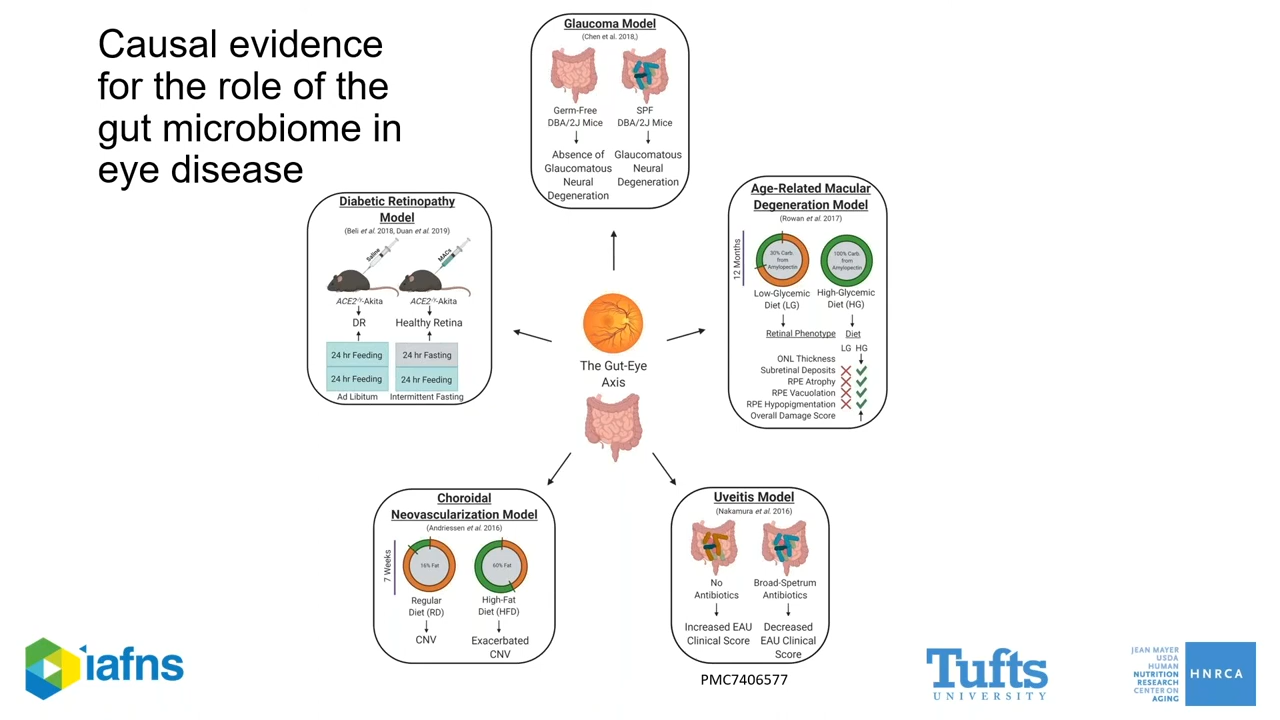 Causal evidence
for the role of the
gut microbiome in
eye disease
Glaucoma Model
(Chen et al. 2018,)
Germ-Free
DBA/2J Mice
SPF
DBA/2J Mice
Absence of
Glaucomatous
Neural
Degeneration
Glaucomatous
Neural
Degeneration
Diabetic Retinopathy
Model
(Beli et al. 2018, Duan et al. 2019)
Saline
MACs
ACE2-/y-Akita
ACE2-/y-Akita
DR
Healthy Retina
24 hr Feeding
24 hr Fasting
24 hr Feeding
24 hr Feeding
Ad Libitum
Intermittent Fasting
The Gut-Eye
Axis
Age-Related Macular
Degeneration Model
(Rowan et al. 2017)
12 Months
30% Carb.
from
Amylopectin
100% Carb.
from
Amylopectin
Low-Glycemic
Diet (LG)
High-Glycemic
Diet (HG)
Retinal Phenotype
Diet
LG HG
ONL Thickness
Subretinal Deposits
RPE Atrophy
RPE Vacuolation
RPE Hypopigmentation
Overall Damage Score
Choroidal
Neovascularization Model
(Andriessen et al. 2016)
7 Weeks
16% Fat
60% Fat
Regular
Diet (RD)
High-Fat
Diet (HFD)
CNV
Exacerbated
CNV
Uveitis Model
(Nakamura et al. 2016)
No
Antibiotics
Broad-Spetrum
Antibiotics
Increased EAU
Clinical Score
Decreased
EAU Clinical
Score
PMC7406577
iafns
Tufts
UNIVERSITY
JEAN MAYER
USDA
HUMAN
NUTRITION
RESEARCH
CENTER ON
AGING
HNRCA